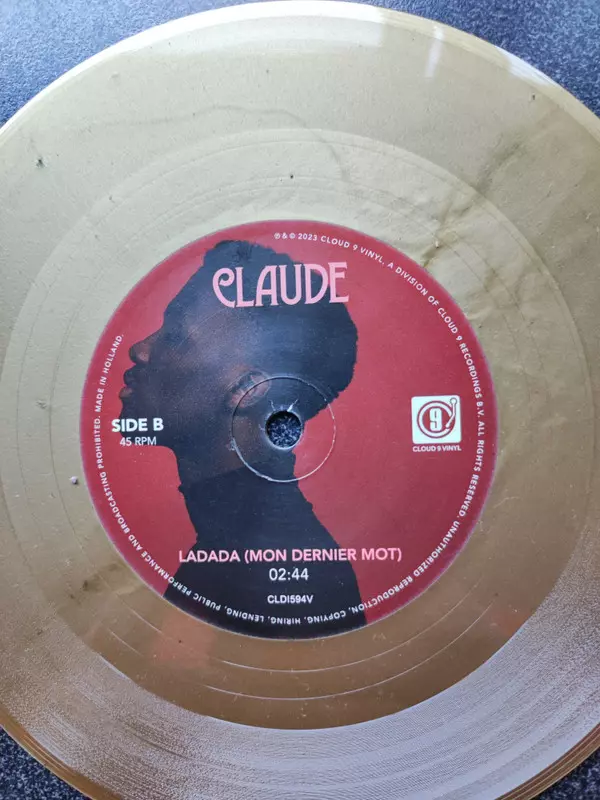 CLAUDE
SIDE B
45 RPM
9
CLOUD 9 VINYL
LADADA (MON DERNIER MOT)
02:44
CLDI594V
℗ & © 2023 CLOUD 9 VINYL, A DIVISION OF CLOUD 9 RECORDINGS B.V. ALL RIGHTS RESERVED. UNAUTHORIZED REPRODUCTION, COPYING, HIRING, LENDING, PUBLIC PERFORMANCE AND BROADCASTING PROHIBITED. MADE IN HOLLAND.